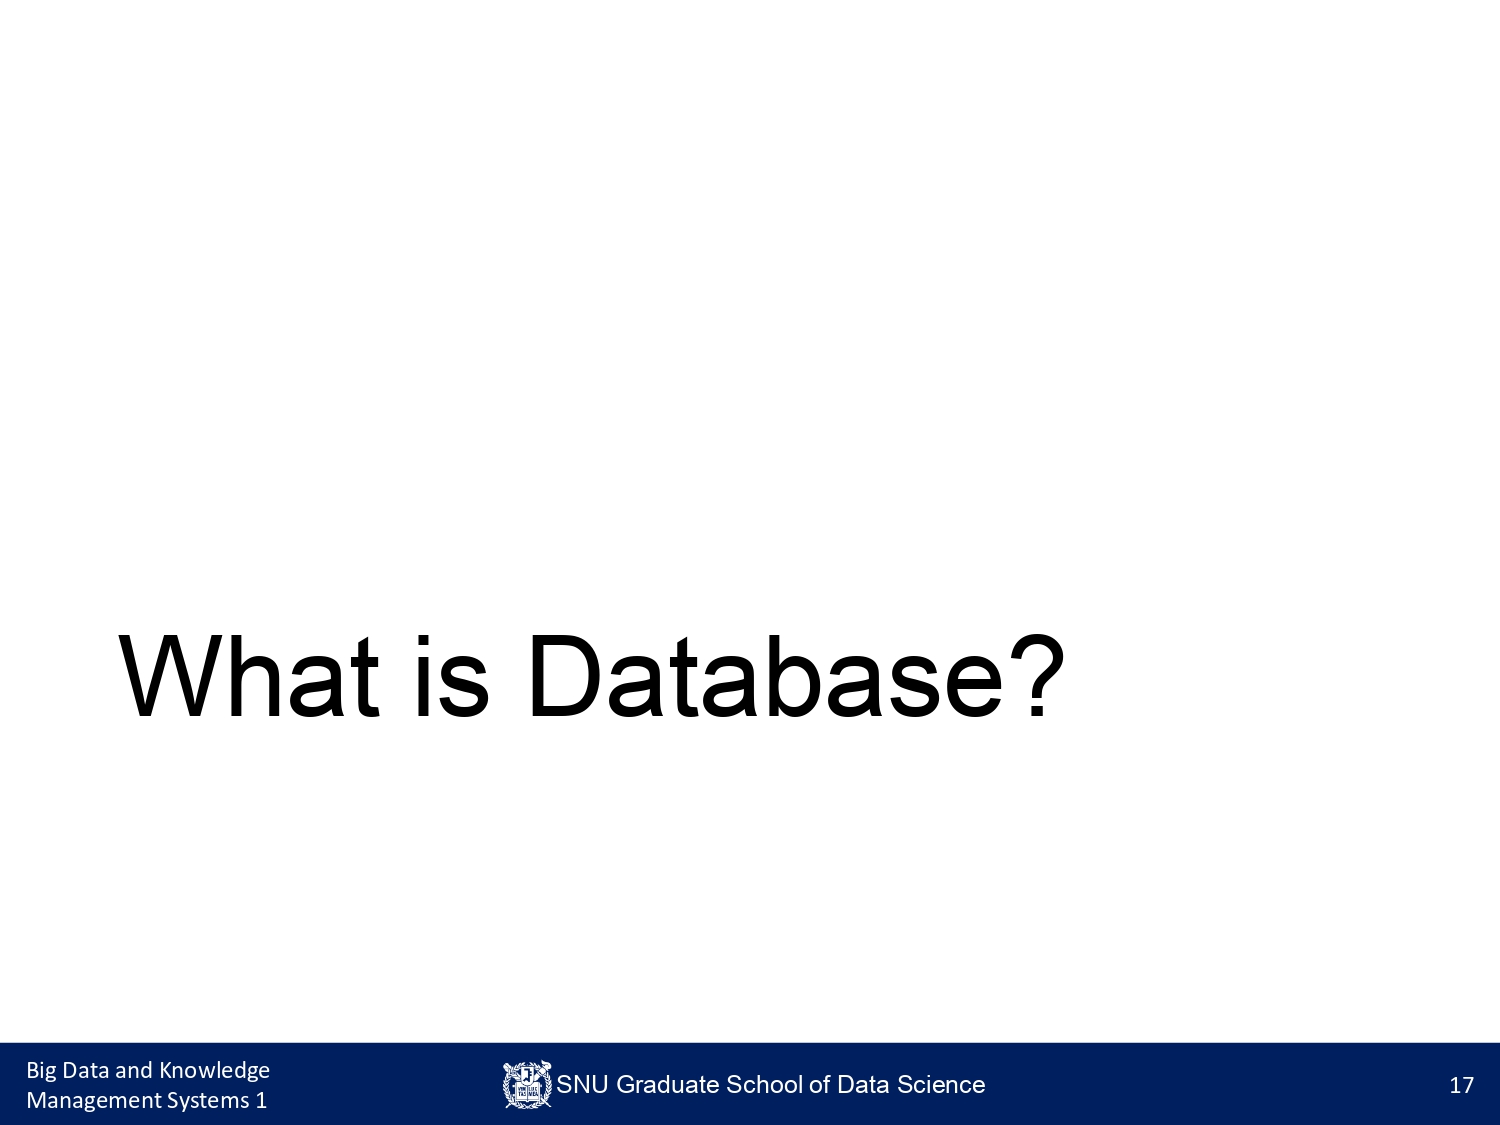 What is Database?
Big Data and Knowledge
Management Systems 1
SNU Graduate School of Data Science
17